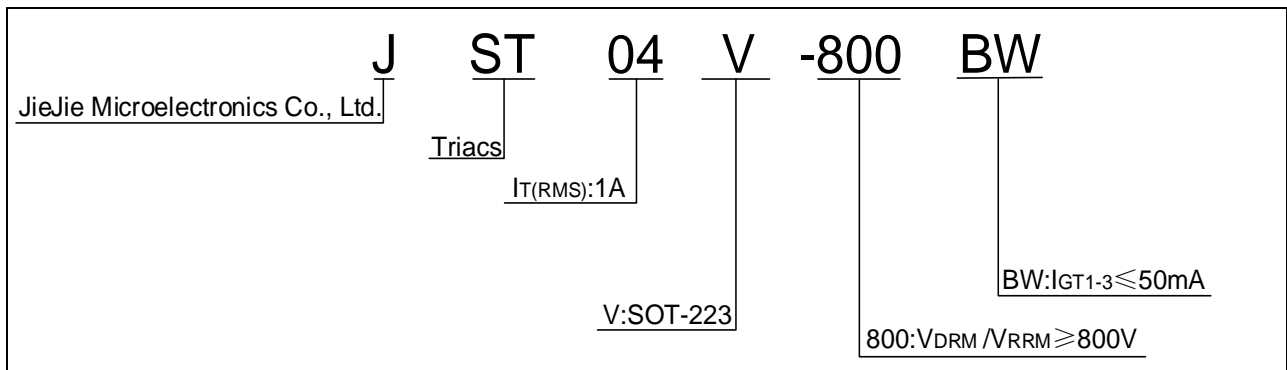 J ST 04 V -800 BW
JieJie Microelectronics Co., Ltd.
Triacs
IT(RMS):1A
BW:IGT1-3≤50mA
V:SOT-223
800:VDRM /VRRM≥800V